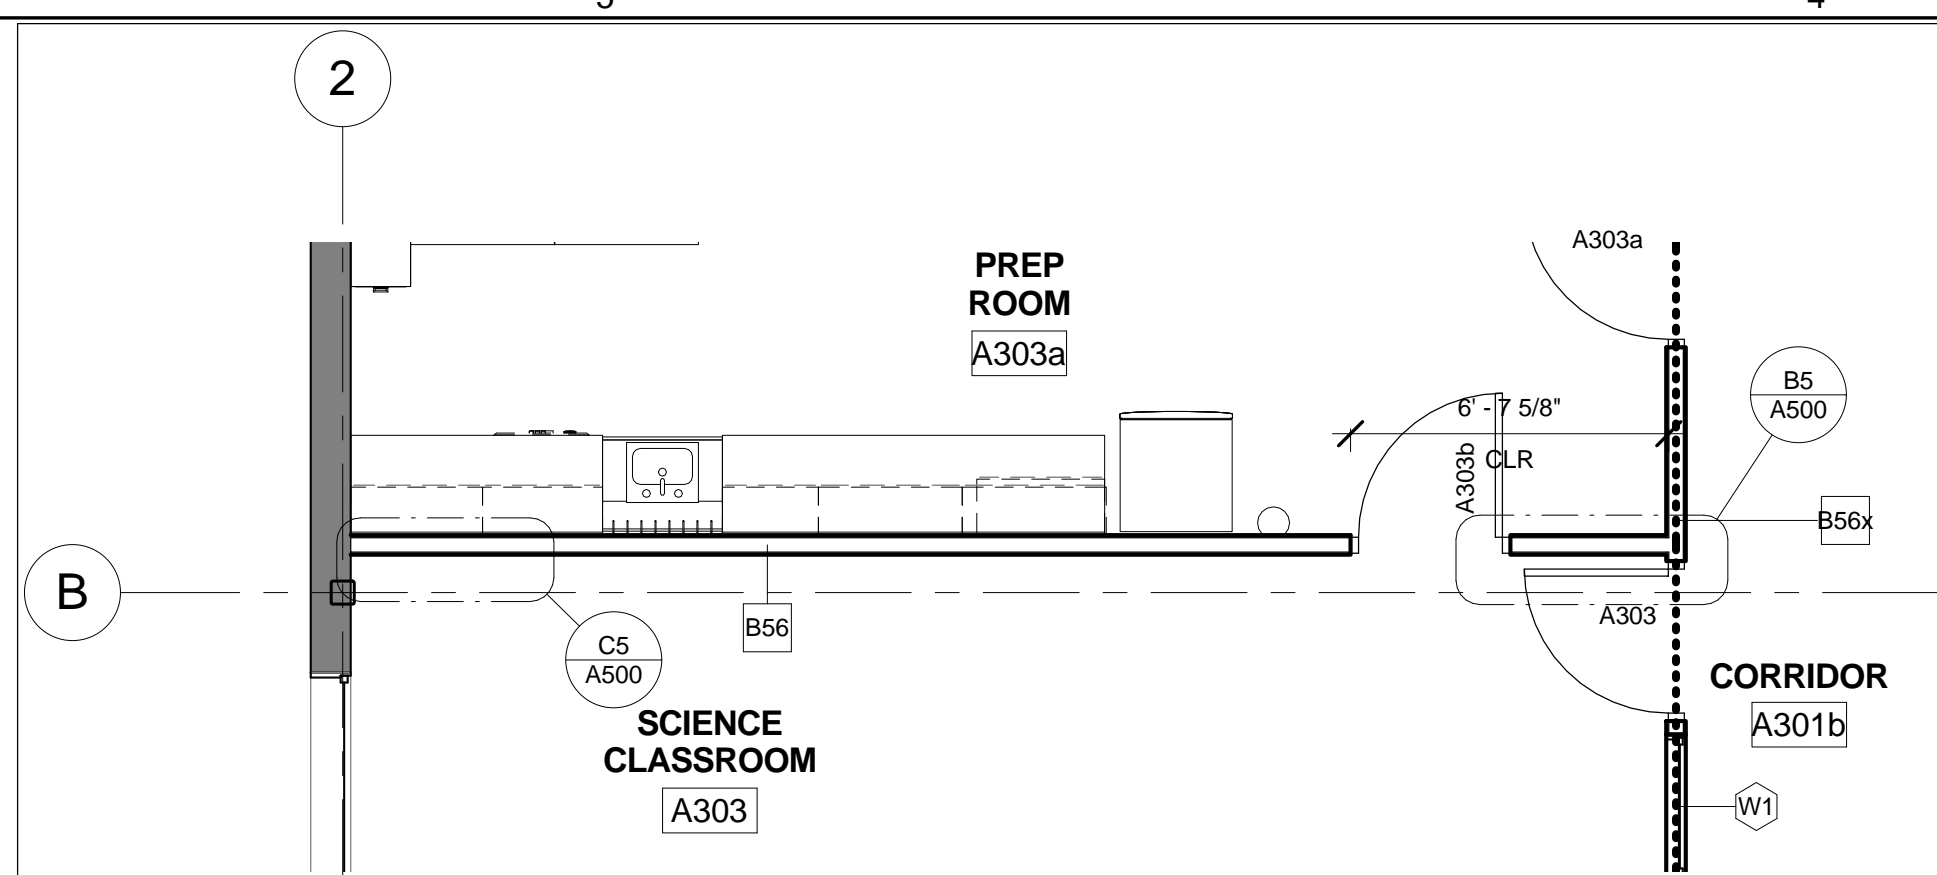 2
A303a
PREP
ROOM
A303a
B5
A500
6' - 7 5/8"
CLR
A303b
B56x
B
A303
B56
C5
A500
CORRIDOR
A301b
SCIENCE
CLASSROOM
A303
W1